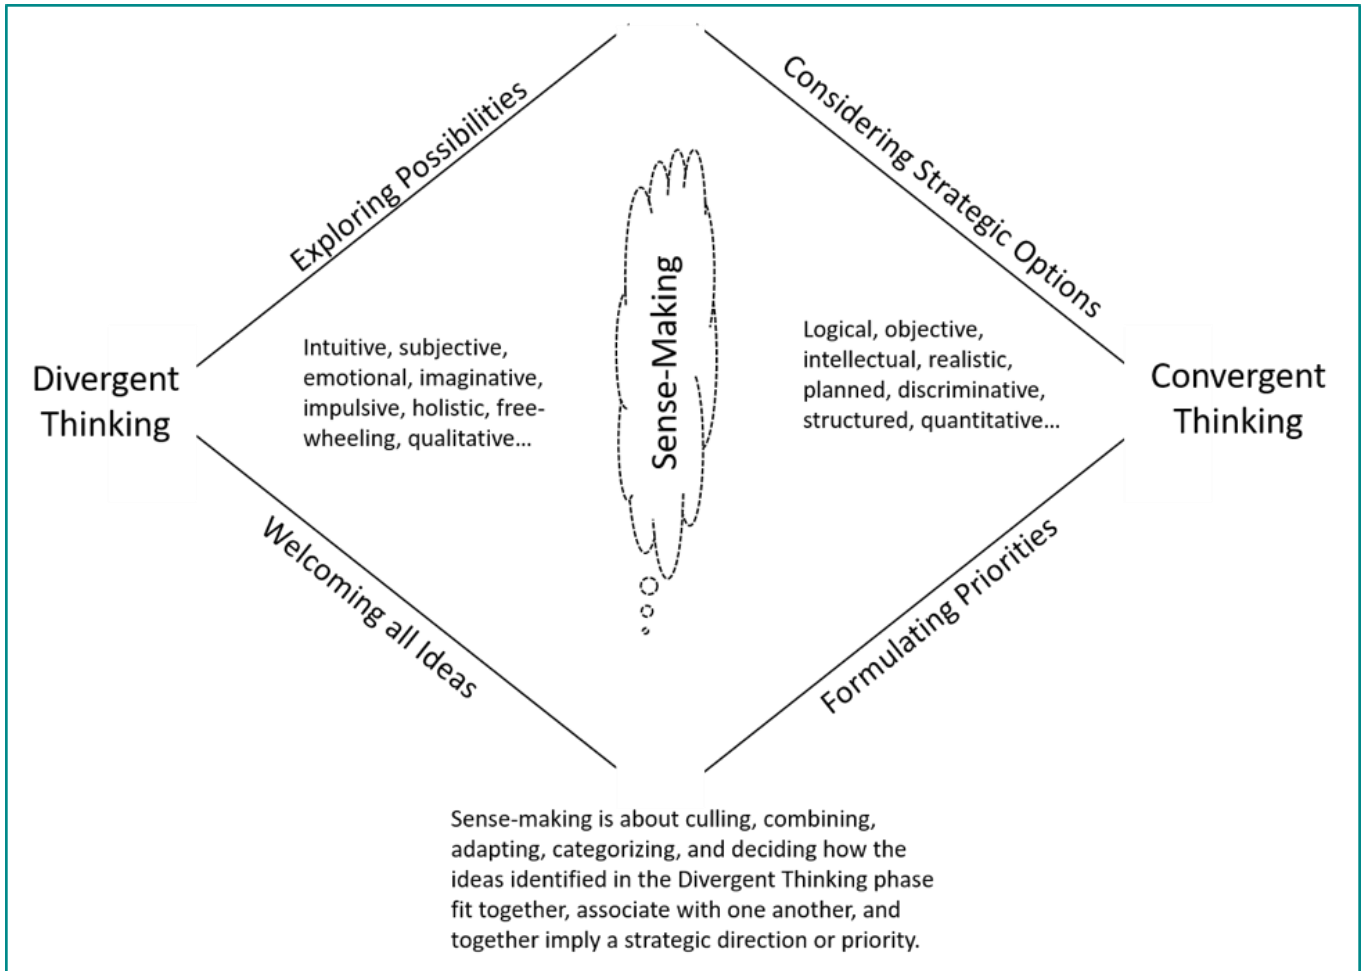 Exploring Possibilities
Considering Strategic Options
Divergent
Thinking
Intuitive, subjective,
emotional, imaginative,
impulsive, holistic, free-
wheeling, qualitative...
Sense-Making
Logical, objective,
intellectual, realistic,
planned, discriminative,
structured, quantitative...
Convergent
Thinking
Welcoming all Ideas
Formulating Priorities
Sense-making is about culling, combining,
adapting, categorizing, and deciding how the
ideas identified in the Divergent Thinking phase
fit together, associate with one another, and
together imply a strategic direction or priority.